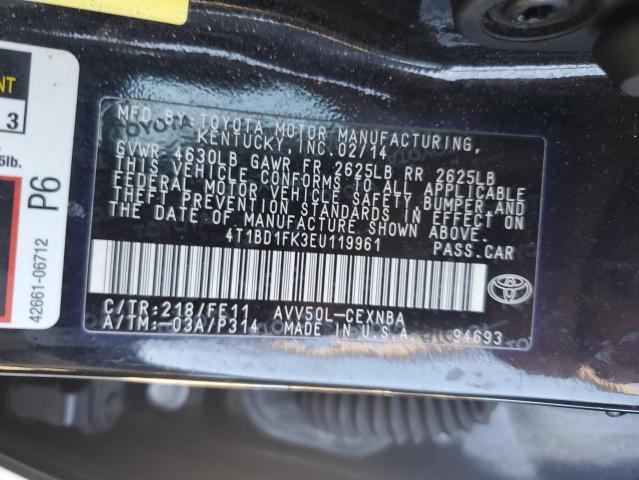 NT
3
5lb.
P6
42661-06712
MFD. BY TOYOTA MOTOR MANUFACTURING,
KENTUCKY, INC. 02/14
GVWR 4630LB GAWR FR 2625LB RR 2625LB
THIS VEHICLE CONFORMS TO ALL APPLICABLE
FEDERAL MOTOR VEHICLE SAFETY, BUMPER, AND
THEFT PREVENTION STANDARDS IN EFFECT ON
THE DATE OF MANUFACTURE SHOWN ABOVE.
4T1BD1FK3EU119961 PASS.CAR
C/TR:218/FE11 AVV50L-CEXNBA
A/TM:-03A/P314 MADE IN U.S.A. 94693